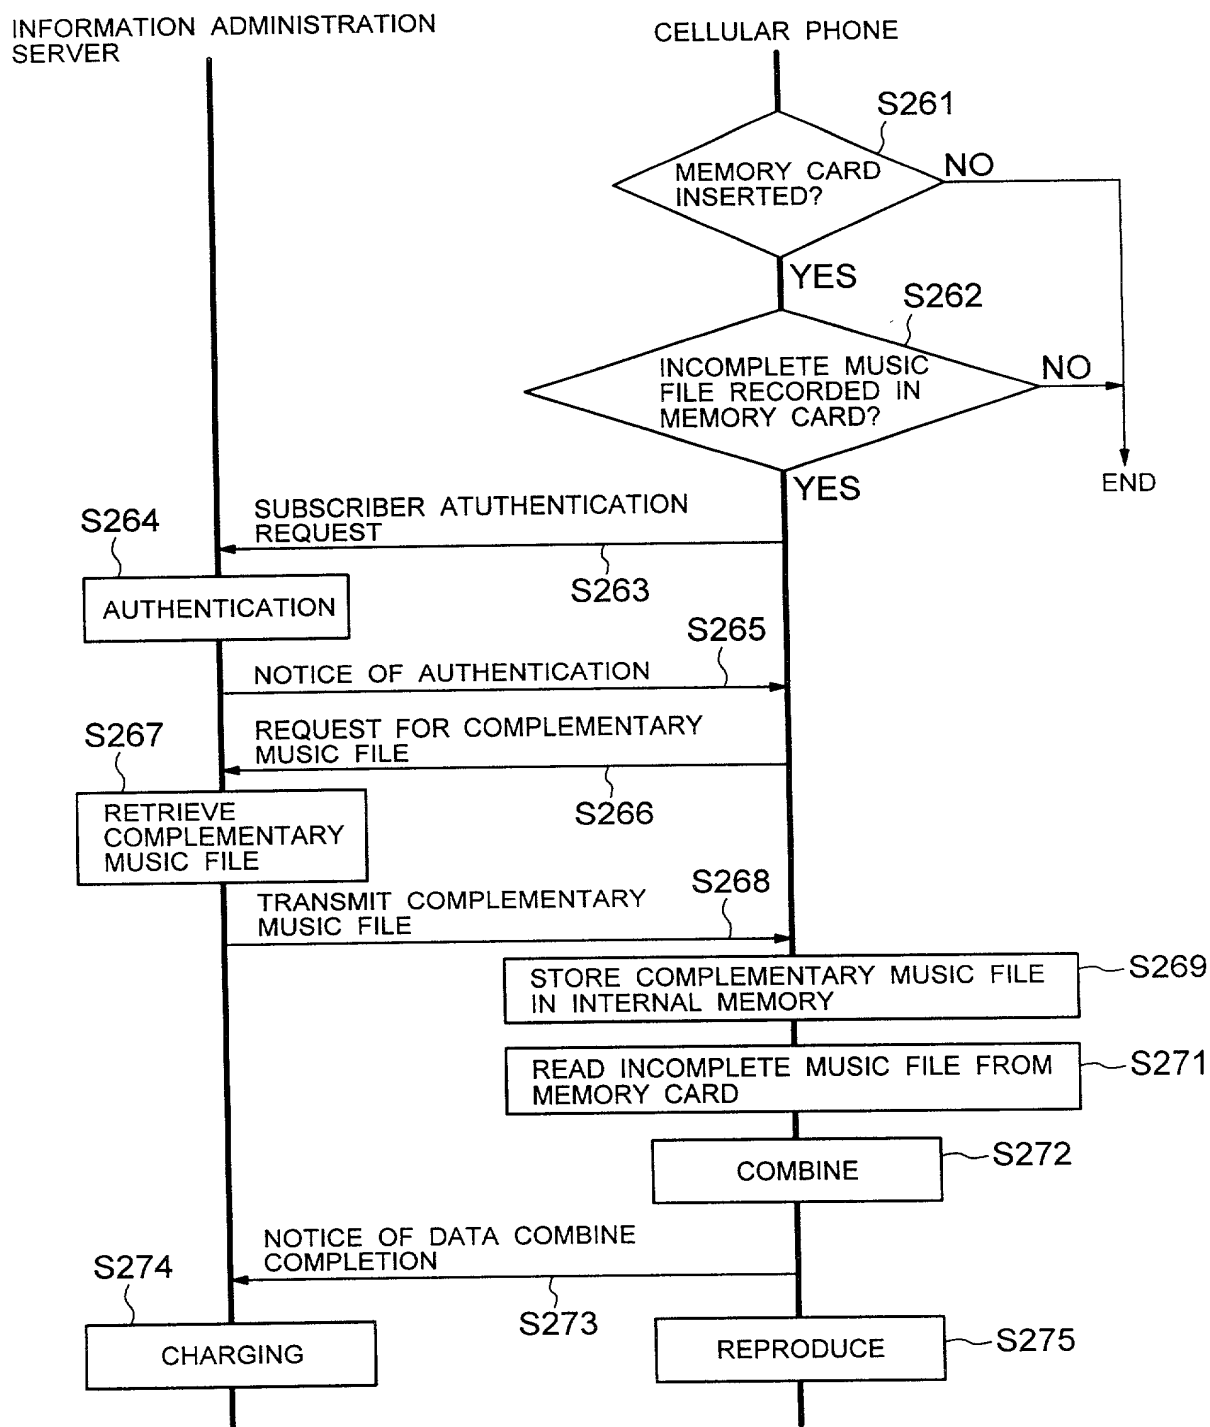 INFORMATION ADMINISTRATION
SERVER
CELLULAR PHONE
S261
MEMORY CARD
INSERTED?
NO
YES
S262
INCOMPLETE MUSIC
FILE RECORDED IN
MEMORY CARD?
NO
YES
END
SUBSCRIBER ATUTHENTICATION
REQUEST
S263
S264
AUTHENTICATION
S265
NOTICE OF AUTHENTICATION
REQUEST FOR COMPLEMENTARY
MUSIC FILE
S266
S267
RETRIEVE
COMPLEMENTARY
MUSIC FILE
TRANSMIT COMPLEMENTARY
MUSIC FILE
S268
STORE COMPLEMENTARY MUSIC FILE
IN INTERNAL MEMORY
S269
READ INCOMPLETE MUSIC FILE FROM
MEMORY CARD
S271
COMBINE
S272
NOTICE OF DATA COMBINE
COMPLETION
S273
S274
CHARGING
REPRODUCE
S275